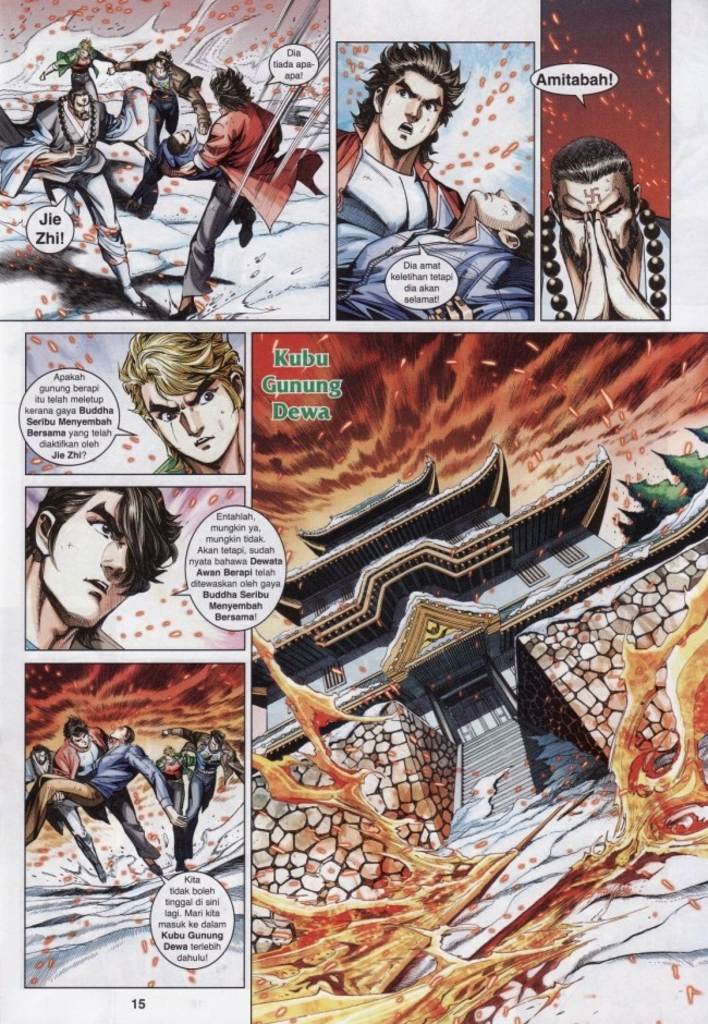 Dia
tiada apa-
apa!
Jie
Zhi!
Dia amat
keletihan tetapi
dia akan
selamat!
Amitabah!
Apakah
gunung berapi
itu telah meletup
kerana gaya Buddha
Seribu Menyembah
Bersama yang telah
diaktifkan oleh
Jie Zhi?
Entahlah,
mungkin ya,
mungkin tidak.
Akan tetapi, sudah
nyata bahawa Dewata
Awan Berapi telah
ditewaskan oleh gaya
Buddha Seribu
Menyembah
Bersama!
Kita
tidak boleh
tinggal di sini
lagi. Mari kita
masuk ke dalam
Kubu Gunung
Dewa terlebih
dahulu!
Kubu
Gunung
Dewa
15